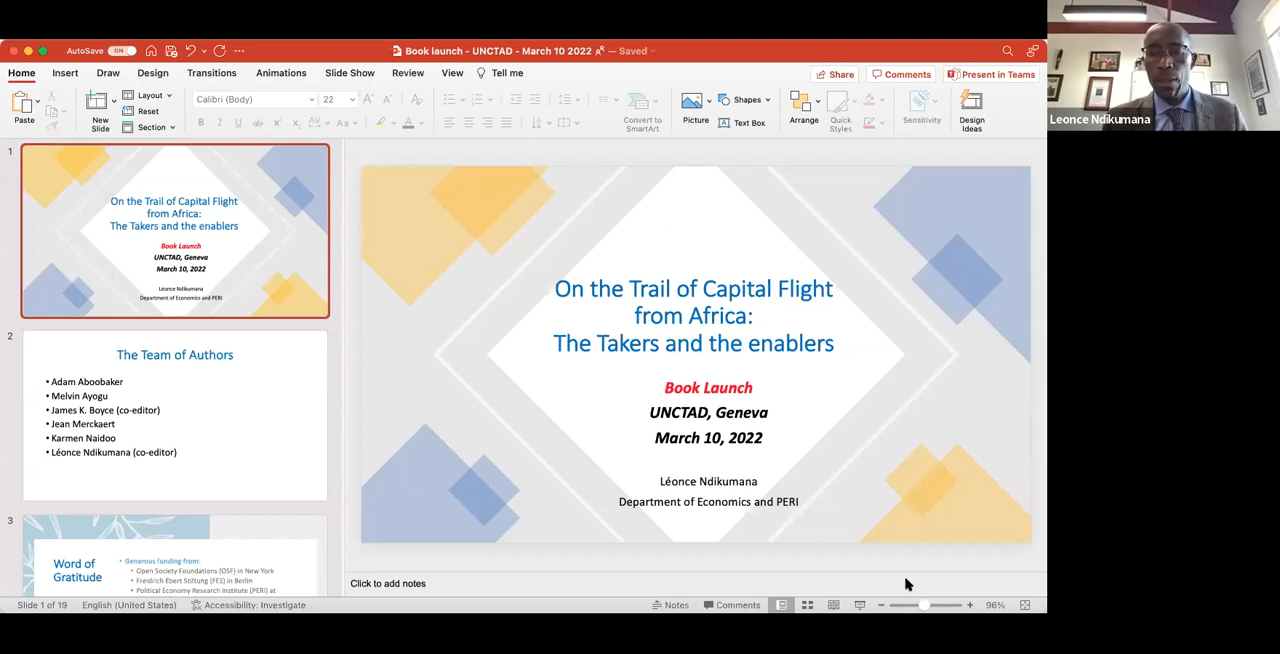 AutoSave ON
Book launch - UNCTAD - March 10 2022 — Saved
Home Insert Draw Design Transitions Animations Slide Show Review View Tell me
Share Comments Present in Teams
Paste
New Slide
Layout
Reset
Section
Calibri (Body) 22
Convert to SmartArt
Picture
Shapes
Text Box
Arrange
Quick Styles
Sensitivity
Design Ideas
Leonce Ndikumana
1
On the Trail of Capital Flight
from Africa:
The Takers and the enablers
Book Launch
UNCTAD, Geneva
March 10, 2022
Léonce Ndikumana
Department of Economics and PERI
2
The Team of Authors
• Adam Aboobaker
• Melvin Ayogu
• James K. Boyce (co-editor)
• Jean Merckaert
• Karmen Naidoo
• Léonce Ndikumana (co-editor)
3
Word of
Gratitude
• Generous funding from:
• Open Society Foundations (OSF) in New York
• Freidrich Ebert Stiftung (FES) in Berlin
• Political Economy Research Institute (PERI) at
On the Trail of Capital Flight
from Africa:
The Takers and the enablers
Book Launch
UNCTAD, Geneva
March 10, 2022
Léonce Ndikumana
Department of Economics and PERI
Click to add notes
Slide 1 of 19 English (United States) Accessibility: Investigate Notes Comments 96%